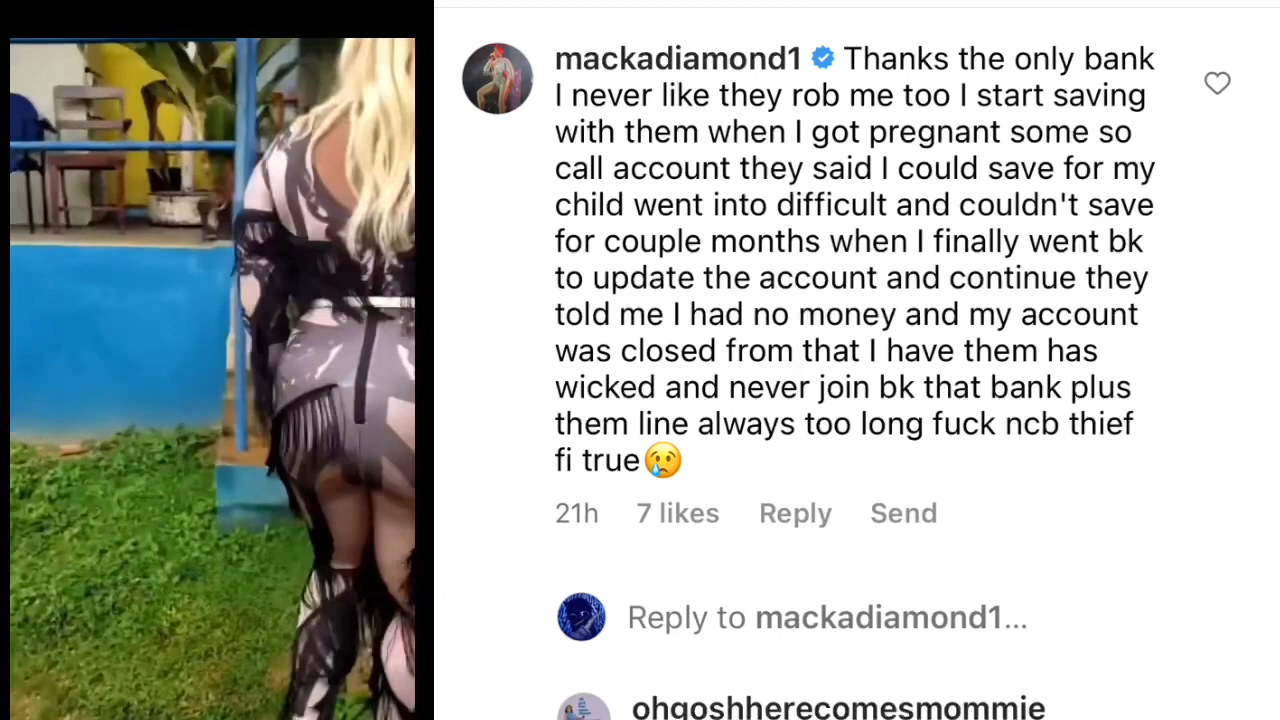 mackadiamond1 Thanks the only bank
I never like they rob me too I start saving
with them when I got pregnant some so
call account they said I could save for my
child went into difficult and couldn't save
for couple months when I finally went bk
to update the account and continue they
told me I had no money and my account
was closed from that I have them has
wicked and never join bk that bank plus
them line always too long fuck ncb thief
fi true😢
21h 7 likes Reply Send
Reply to mackadiamond1...
ohgoshherecomesmommie